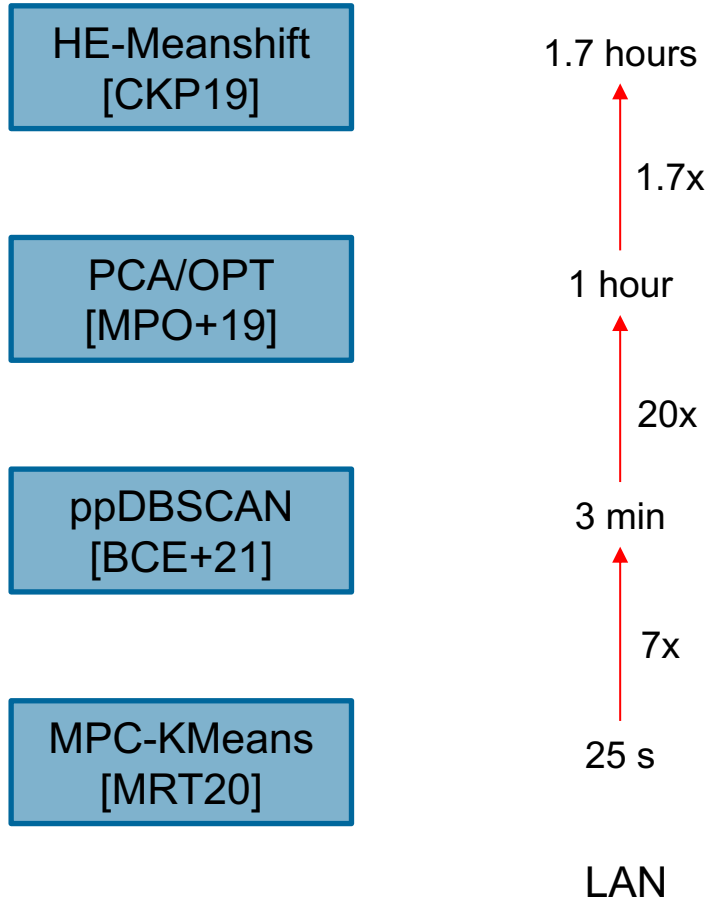 HE-Meanshift
[CKP19]
1.7 hours
1.7x
PCA/OPT
[MPO+19]
1 hour
20x
ppDBSCAN
[BCE+21]
3 min
7x
MPC-KMeans
[MRT20]
25 s
LAN